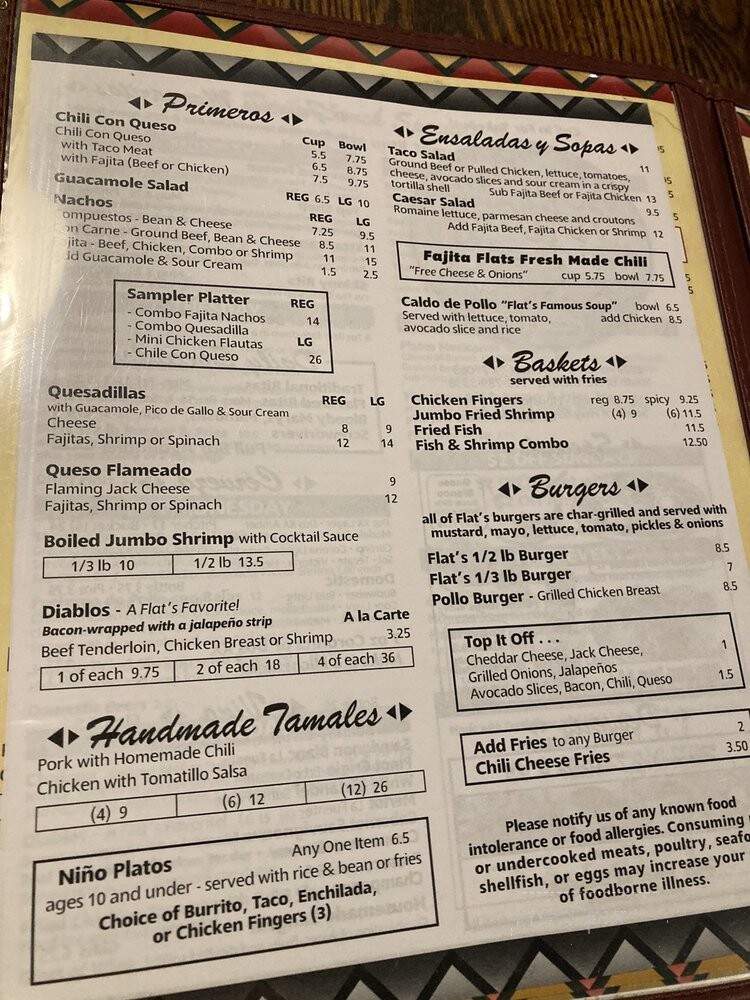 Primeros
Chili Con Queso Cup Bowl
Chili Con Queso 5.5 7.75
with Taco Meat 6.5 8.75
with Fajita (Beef or Chicken) 7.5 9.75
Guacamole Salad REG 6.5 LG 10
Nachos REG LG
ompuestos - Bean & Cheese 7.25 9.5
on Carne - Ground Beef, Bean & Cheese 8.5 11
jita - Beef, Chicken, Combo or Shrimp 11 15
dd Guacamole & Sour Cream 1.5 2.5
Sampler Platter REG
- Combo Fajita Nachos 14
- Combo Quesadilla
- Mini Chicken Flautas LG
- Chile Con Queso 26
Quesadillas REG LG
with Guacamole, Pico de Gallo & Sour Cream
Cheese 8 9
Fajitas, Shrimp or Spinach 12 14
Queso Flameado
Flaming Jack Cheese 9
Fajitas, Shrimp or Spinach 12
Boiled Jumbo Shrimp with Cocktail Sauce
1/3 lb 10 1/2 lb 13.5
Diablos - A Flat's Favorite!
Bacon-wrapped with a jalapeño strip A la Carte
Beef Tenderloin, Chicken Breast or Shrimp 3.25
1 of each 9.75 2 of each 18 4 of each 36
Handmade Tamales
Pork with Homemade Chili
Chicken with Tomatillo Salsa
(4) 9 (6) 12 (12) 26
Niño Platos Any One Item 6.5
ages 10 and under - served with rice & bean or fries
Choice of Burrito, Taco, Enchilada,
or Chicken Fingers (3)
Ensaladas y Sopas
Taco Salad 11
Ground Beef or Pulled Chicken, lettuce, tomatoes,
cheese, avocado slices and sour cream in a crispy
tortilla shell Sub Fajita Beef or Fajita Chicken 13
Caesar Salad 9.5
Romaine lettuce, parmesan cheese and croutons
Add Fajita Beef, Fajita Chicken or Shrimp 12
Fajita Flats Fresh Made Chili
"Free Cheese & Onions" cup 5.75 bowl 7.75
Caldo de Pollo "Flat's Famous Soup" bowl 6.5
Served with lettuce, tomato, add Chicken 8.5
avocado slice and rice
Baskets
served with fries
Chicken Fingers reg 8.75 spicy 9.25
Jumbo Fried Shrimp (4) 9 (6) 11.5
Fried Fish 11.5
Fish & Shrimp Combo 12.50
Burgers
all of Flat's burgers are char-grilled and served with
mustard, mayo, lettuce, tomato, pickles & onions
Flat's 1/2 lb Burger 8.5
Flat's 1/3 lb Burger 7
Pollo Burger - Grilled Chicken Breast 8.5
Top It Off . . .
Cheddar Cheese, Jack Cheese, 1
Grilled Onions, Jalapeños
Avocado Slices, Bacon, Chili, Queso 1.5
Add Fries to any Burger 2
Chili Cheese Fries 3.50
Please notify us of any known food
intolerance or food allergies. Consuming
or undercooked meats, poultry, seafo
shellfish, or eggs may increase your
of foodborne illness.